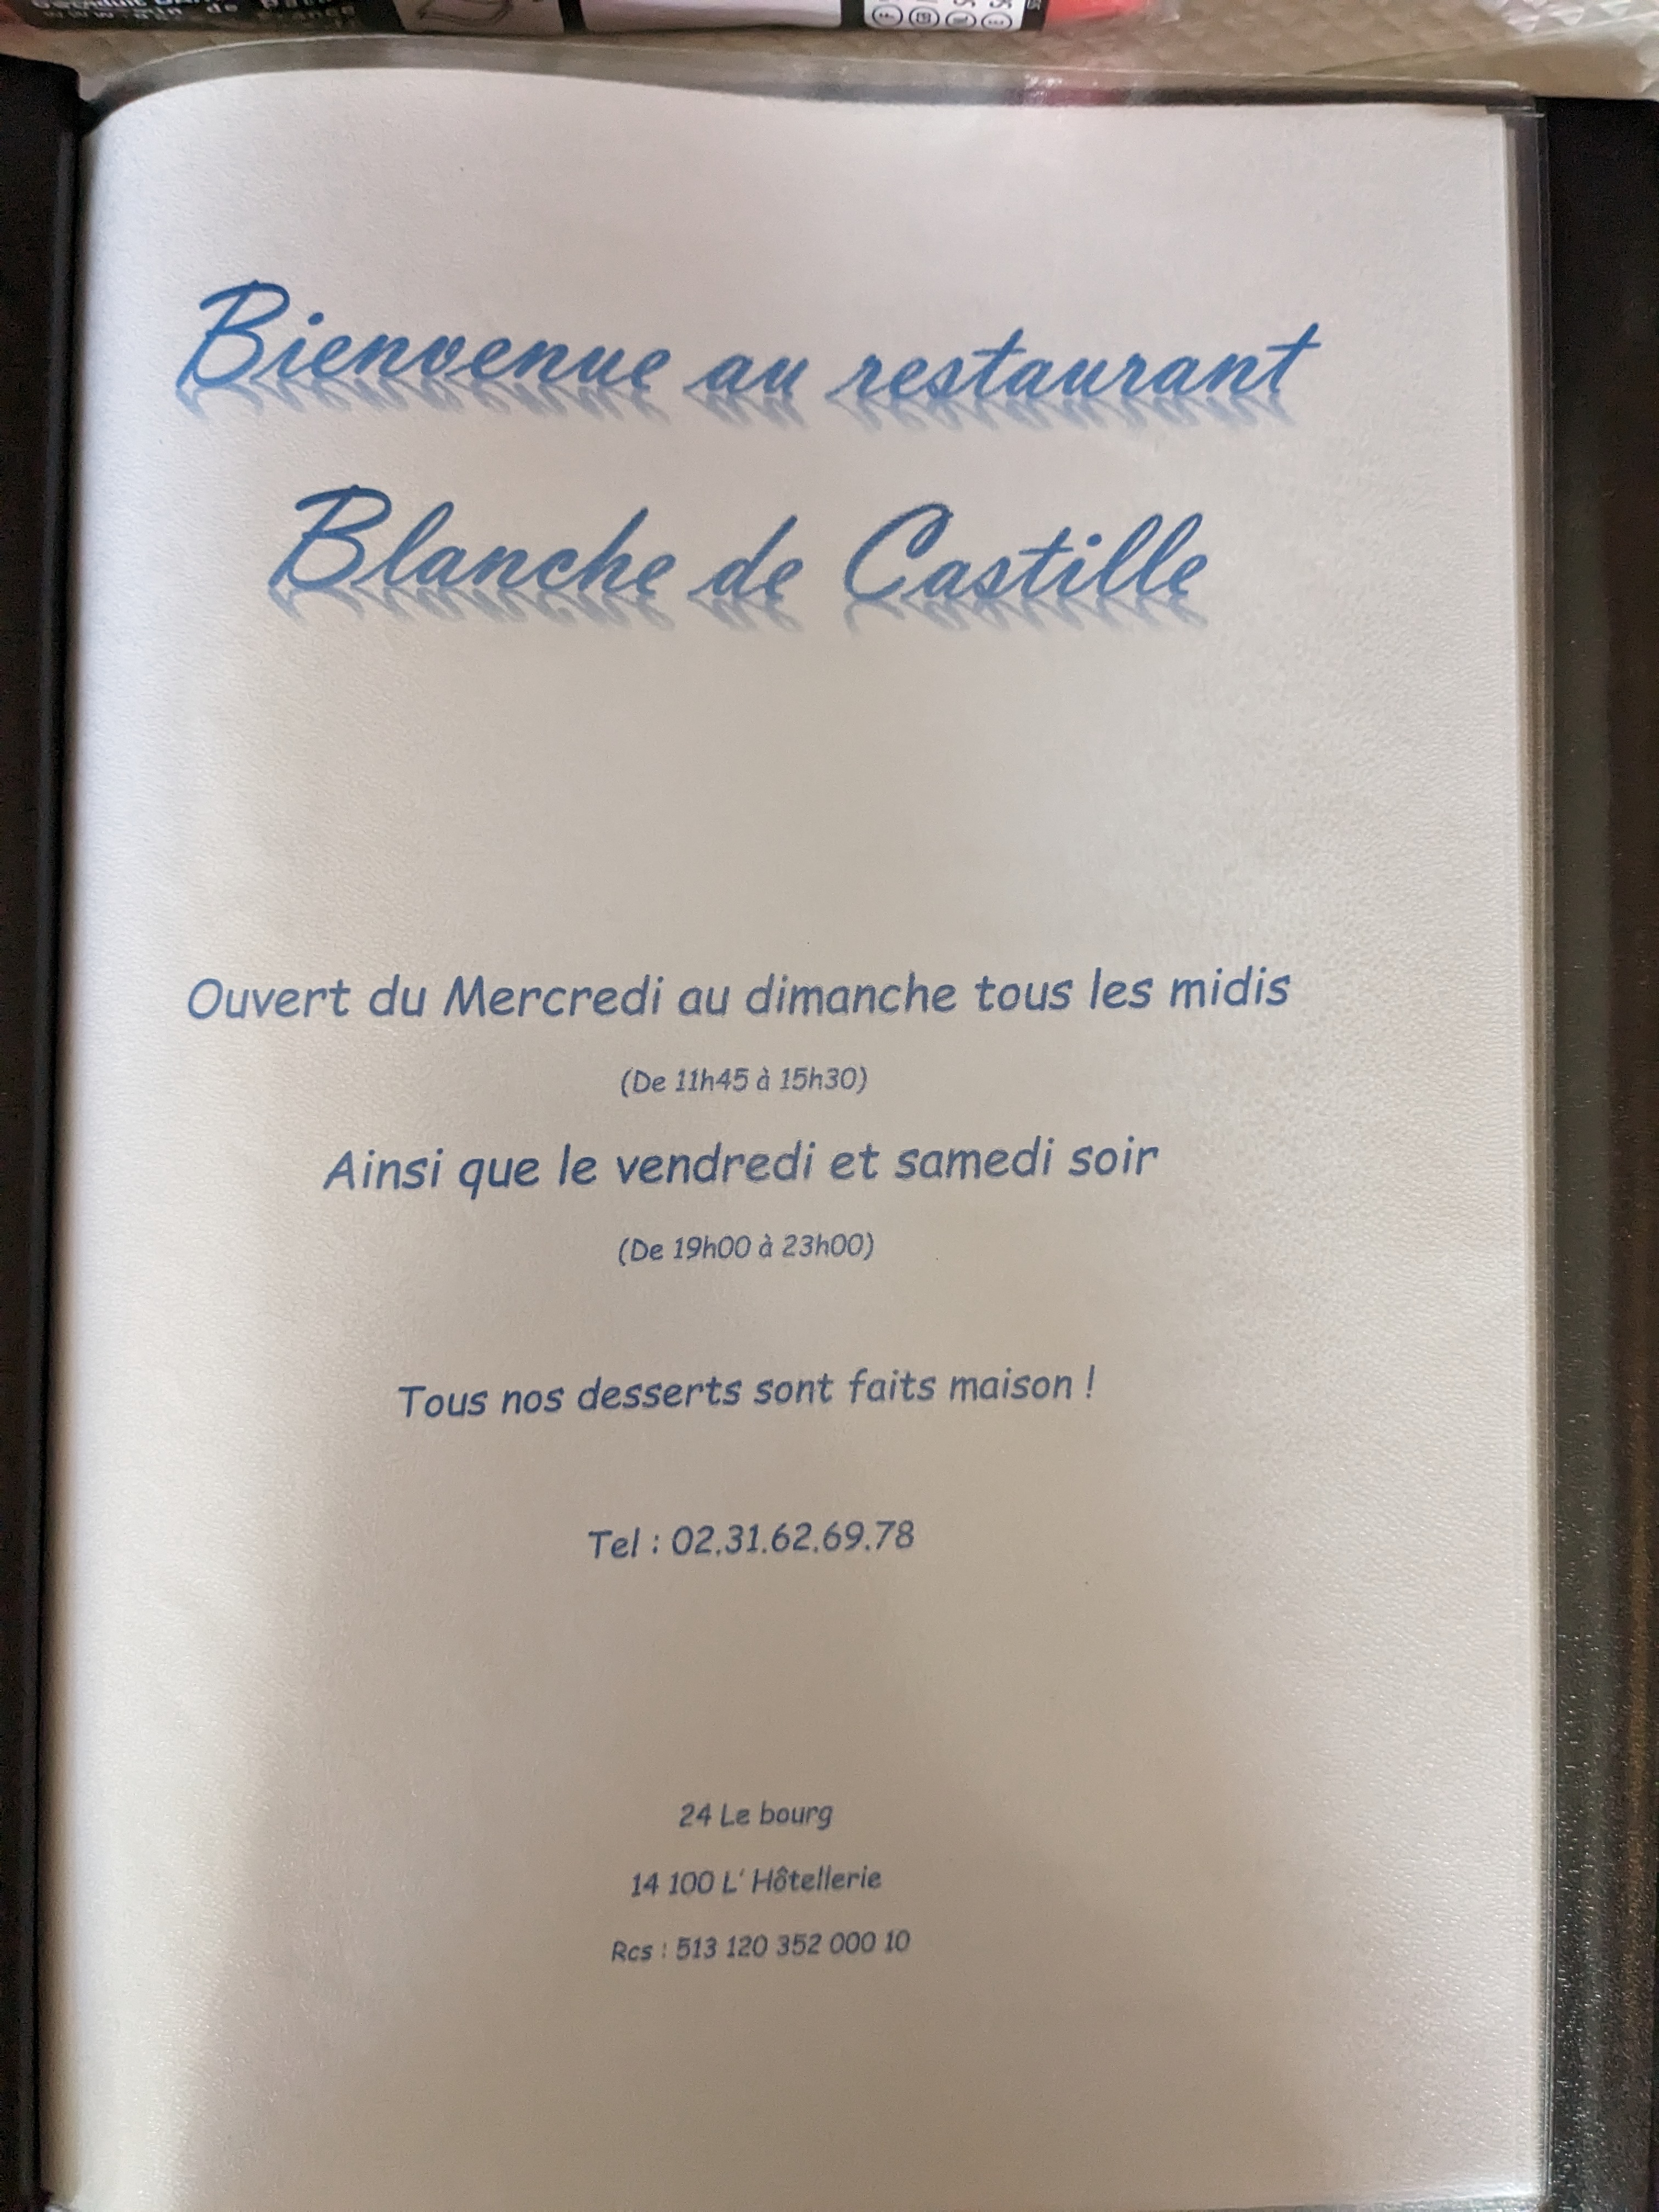 Bienvenue au restaurant
Blanche de Castille
Ouvert du Mercredi au dimanche tous les midis
(De 11h45 à 15h30)
Ainsi que le vendredi et samedi soir
(De 19h00 à 23h00)
Tous nos desserts sont faits maison !
Tel : 02.31.62.69.78
24 Le bourg
14 100 L' Hôtellerie
Rcs : 513 120 352 000 10